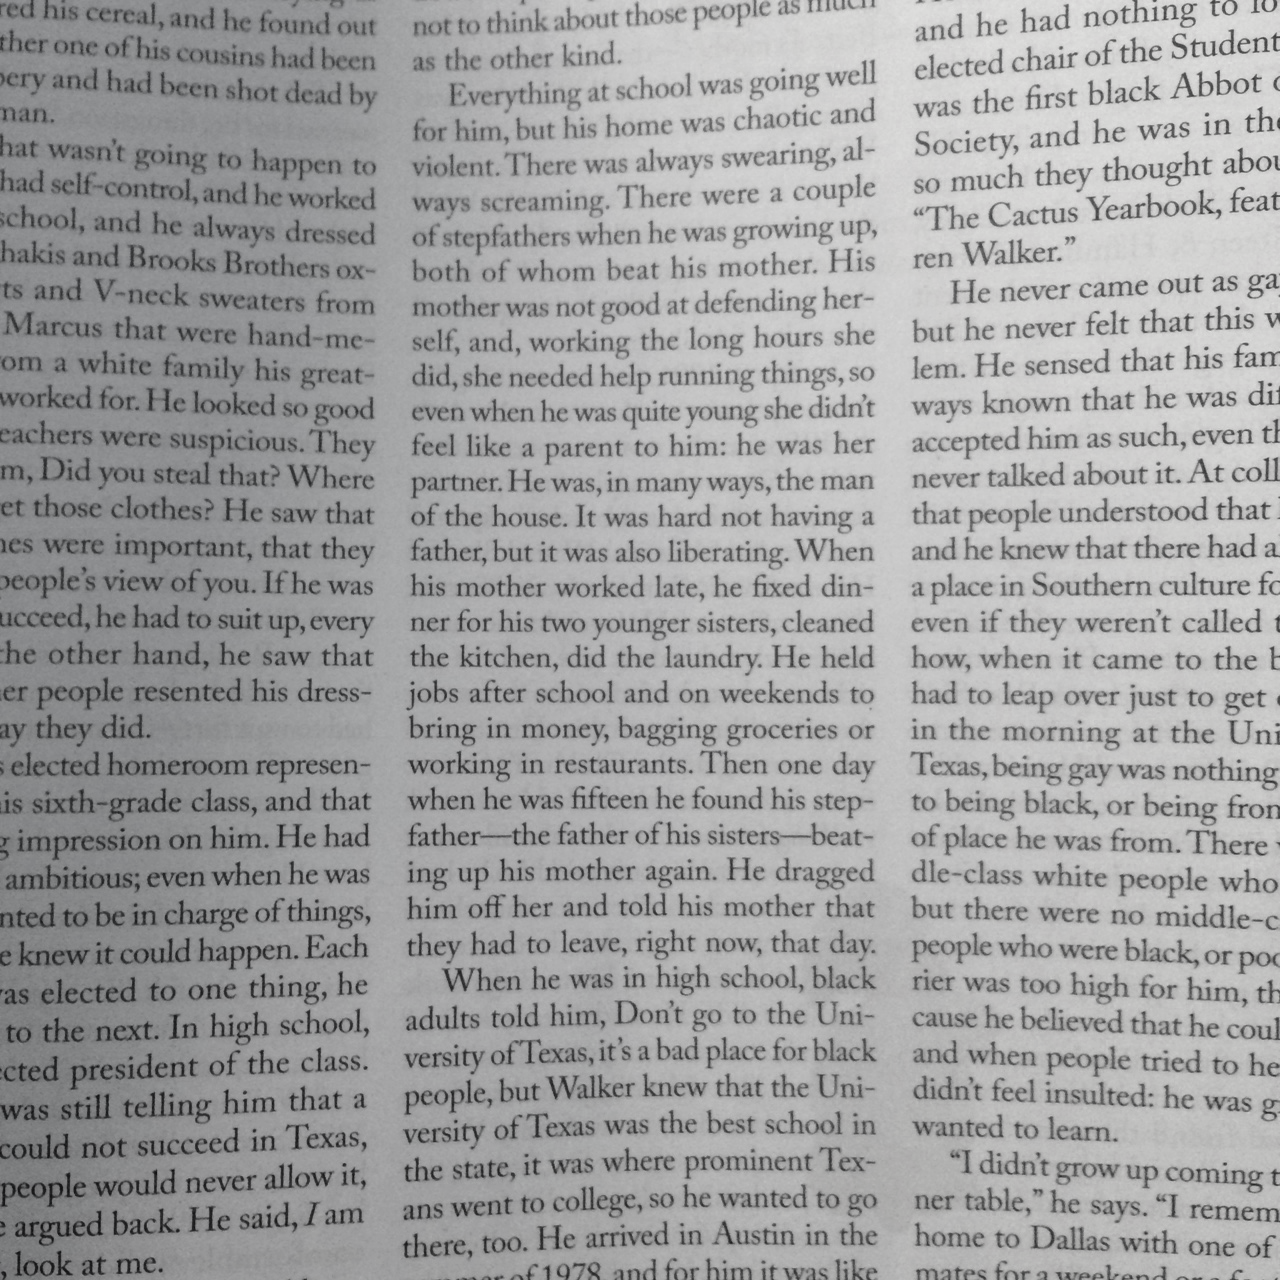 red his cereal, and he found out
ther one of his cousins had been
and had been shot dead by
man.
hat wasn't going to happen to
had self-control, and he worked
school, and he always dressed
hakis and Brooks Brothers ox-
ts and V-neck sweaters from
Marcus that were hand-me-
om a white family his great-
worked for. He looked so good
eachers were suspicious. They
m, Did you steal that? Where
et those clothes? He saw that
nes were important, that they
people's view of you. If he was
ucceed, he had to suit up, every
the other hand, he saw that
er people resented his dress-
ay they did.
s elected homeroom represen-
is sixth-grade class, and that
g impression on him. He had
ambitious; even when he was
nted to be in charge of things,
e knew it could happen. Each
as elected to one thing, he
to the next. In high school,
ected president of the class.
was still telling him that a
could not succeed in Texas,
people would never allow it,
e argued back. He said, I am
, look at me.
not to think about those people as much
as the other kind.
Everything at school was going well
for him, but his home was chaotic and
violent. There was always swearing, al-
ways screaming. There were a couple
of stepfathers when he was growing up,
both of whom beat his mother. His
mother was not good at defending her-
self, and, working the long hours she
did, she needed help running things, so
even when he was quite young she didn't
feel like a parent to him: he was her
partner. He was, in many ways, the man
of the house. It was hard not having a
father, but it was also liberating. When
his mother worked late, he fixed din-
ner for his two younger sisters, cleaned
the kitchen, did the laundry. He held
jobs after school and on weekends to
bring in money, bagging groceries or
working in restaurants. Then one day
when he was fifteen he found his step-
father—the father of his sisters—beat-
ing up his mother again. He dragged
him off her and told his mother that
they had to leave, right now, that day.
When he was in high school, black
adults told him, Don't go to the Uni-
versity of Texas, it's a bad place for black
people, but Walker knew that the Uni-
versity of Texas was the best school in
the state, it was where prominent Tex-
ans went to college, so he wanted to go
there, too. He arrived in Austin in the
of 1978, and for him it was like
and he had nothing to lo
elected chair of the Student
was the first black Abbot o
Society, and he was in the
so much they thought abou
"The Cactus Yearbook, feat
ren Walker."
He never came out as ga
but he never felt that this w
lem. He sensed that his fam
ways known that he was dif
accepted him as such, even th
never talked about it. At coll
that people understood that
and he knew that there had a
a place in Southern culture fo
even if they weren't called t
how, when it came to the b
had to leap over just to get
in the morning at the Uni
Texas, being gay was nothing
to being black, or being from
of place he was from. There
dle-class white people who
but there were no middle-c
people who were black, or poo
rier was too high for him, th
cause he believed that he coul
and when people tried to he
didn't feel insulted: he was g
wanted to learn.
"I didn't grow up coming t
ner table," he says. "I remem
home to Dallas with one of
mates for a weekend